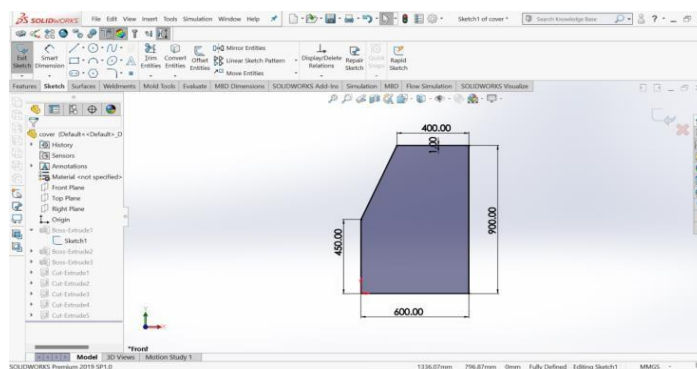 SOLIDWORKS File Edit View Insert Tools Simulation Window Help Sketch1 of cover * Search Knowledge Base
Exit Sketch Smart Dimension Trim Entities Convert Entities Offset Entities Mirror Entities Linear Sketch Pattern Move Entities Display/Delete Relations Repair Sketch Quick Snaps Rapid Sketch
Features Sketch Surfaces Weldments Mold Tools Evaluate MBD Dimensions SOLIDWORKS Add-Ins Simulation MBD Flow Simulation SOLIDWORKS Visualize
cover (Default<<Default>_D
History
Sensors
Annotations
Material <not specified>
Front Plane
Top Plane
Right Plane
Origin
Boss-Extrude1
Sketch1
Boss-Extrude2
Boss-Extrude3
Cut-Extrude1
Cut-Extrude2
Cut-Extrude3
Cut-Extrude4
Cut-Extrude5
400.00
1.00
900.00
450.00
600.00
*Front
Model 3D Views Motion Study 1
SOLIDWORKS Premium 2019 SP1.0 1336.07mm 796.87mm 0mm Fully Defined Editing Sketch1 MMGS